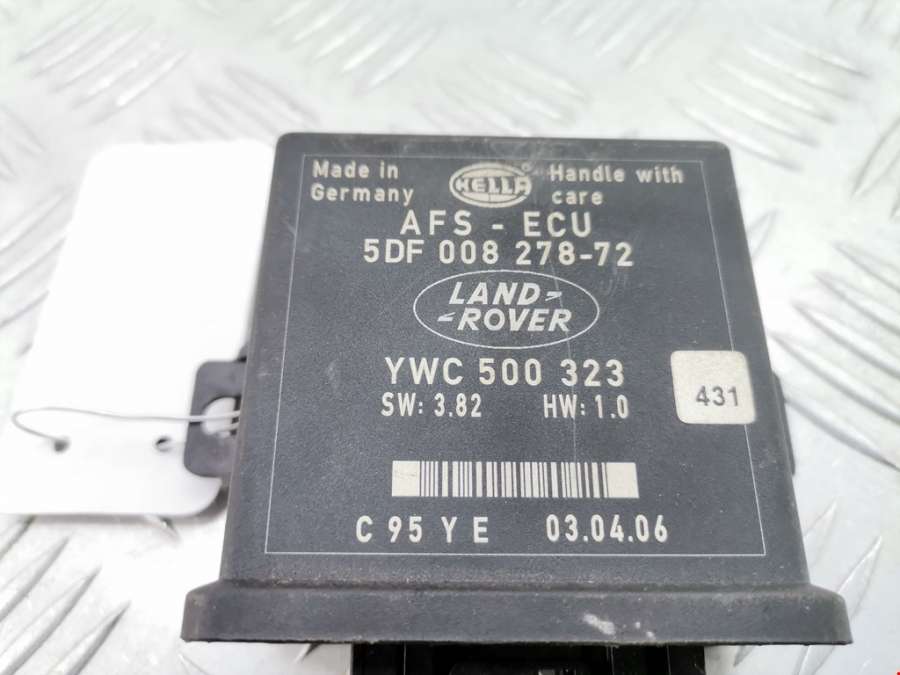 Made in HELLA Handle with
Germany care
AFS - ECU
5DF 008 278-72
LAND
ROVER
YWC 500 323
431
SW: 3.82 HW: 1.0
C 95 Y E 03.04.06